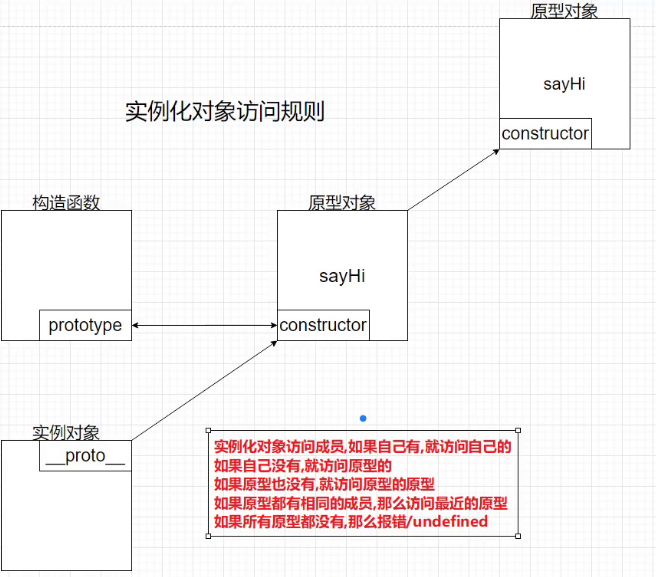 原型对象
sayHi
constructor
实例化对象访问规则
构造函数
prototype
原型对象
sayHi
constructor
实例对象
__proto__
实例化对象访问成员,如果自己有,就访问自己的
如果自己没有,就访问原型的
如果原型也没有,就访问原型的原型
如果原型都有相同的成员,那么访问最近的原型
如果所有原型都没有,那么报错/undefined